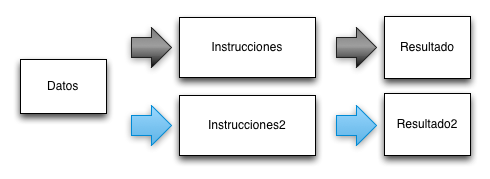 Datos
Instrucciones
Resultado
Instrucciones2
Resultado2